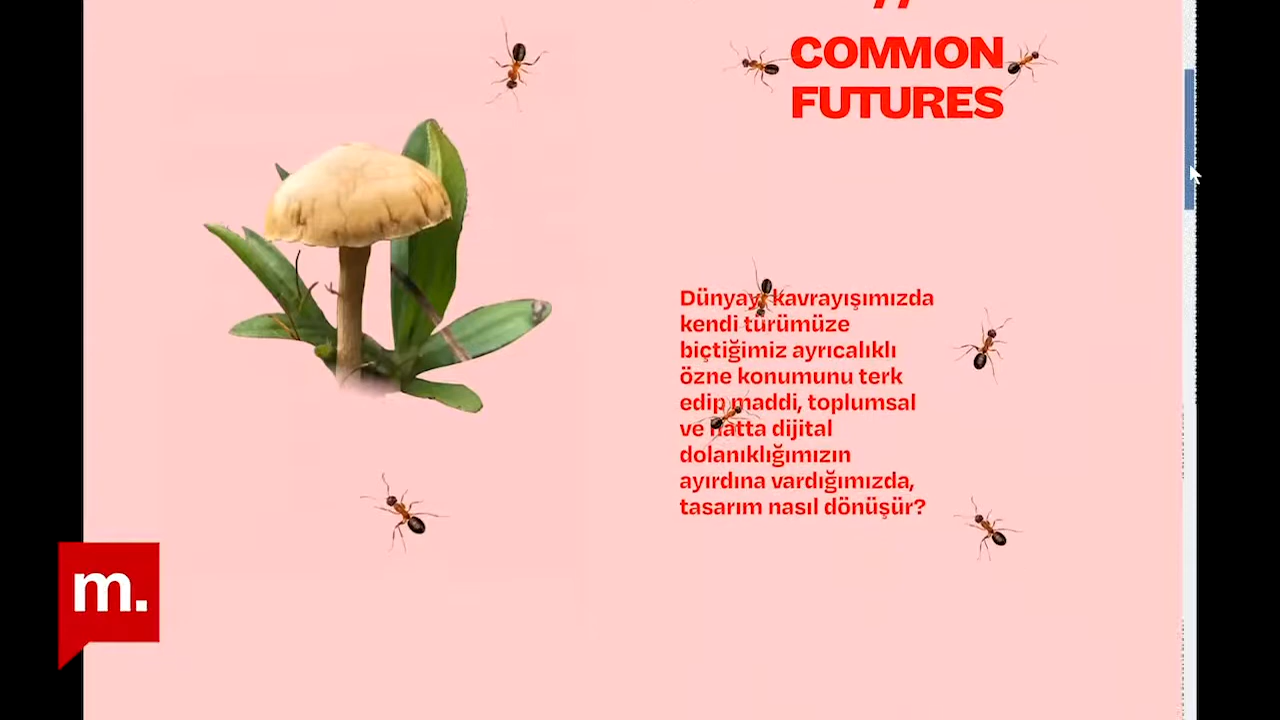 //
COMMON
FUTURES
Dünyayı kavrayışımızda
kendi türümüze
biçtiğimiz ayrıcalıklı
özne konumunu terk
edip maddi, toplumsal
ve hatta dijital
dolanıklığımızın
ayırdına vardığımızda,
tasarım nasıl dönüşür?
m.